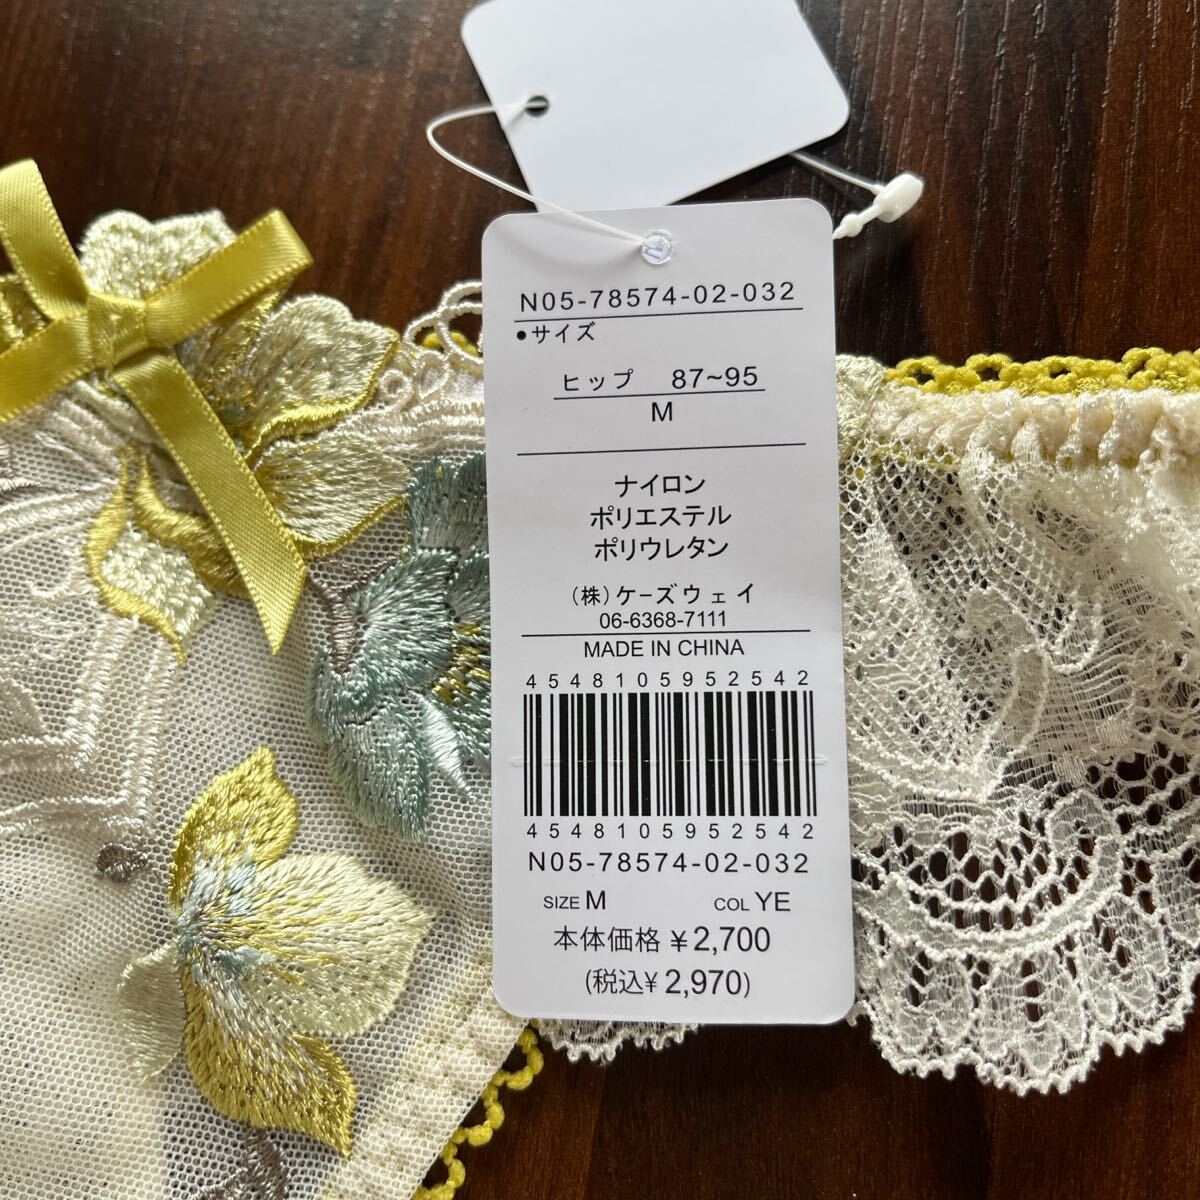 N05-78574-02-032
●サイズ
ヒップ 87~95
M
ナイロン
ポリエステル
ポリウレタン
(株)ケーズウェイ
06-6368-7111
MADE IN CHINA
4548105952542
4548105952542
N05-78574-02-032
SIZE M COL YE
本体価格 ¥2,700
(税込¥ 2,970)